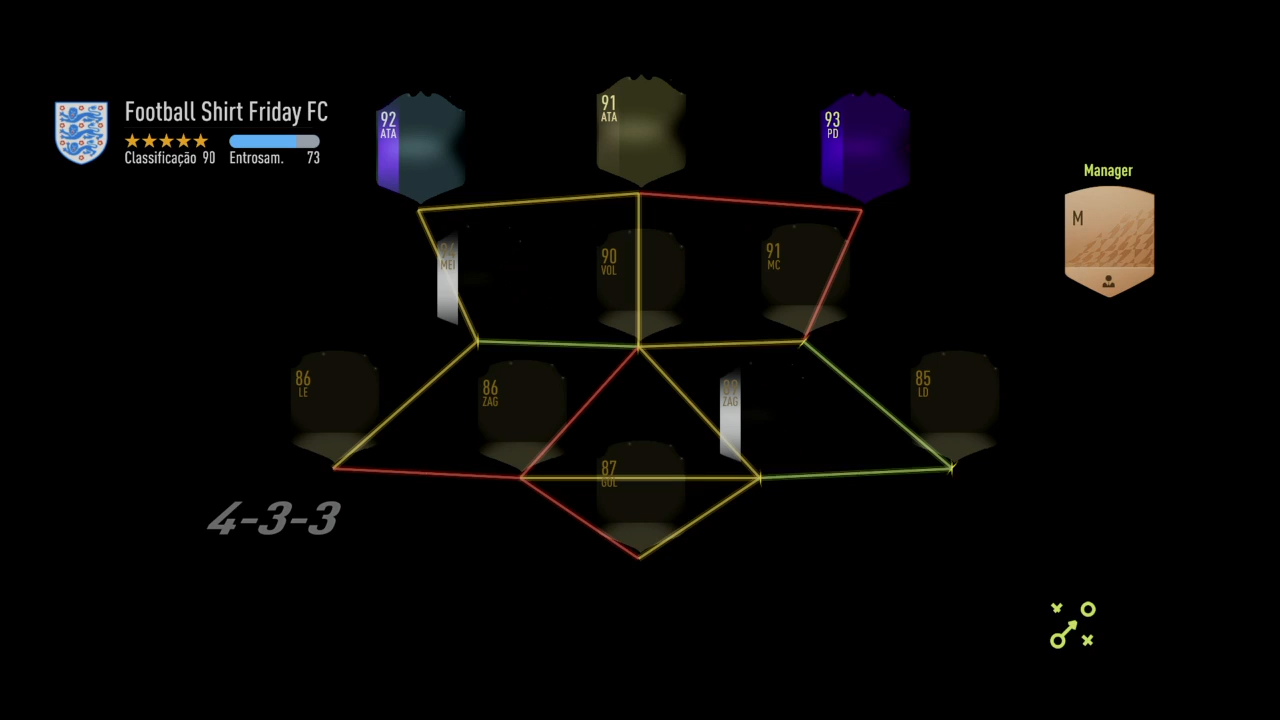 Football Shirt Friday FC
Classificação 90
Entrosam. 73
92
ATA
91
ATA
93
PD
Manager
M
MEI
90
VOL
91
MC
86
LE
86
ZAG
ZAG
85
LD
87
GOL
4-3-3